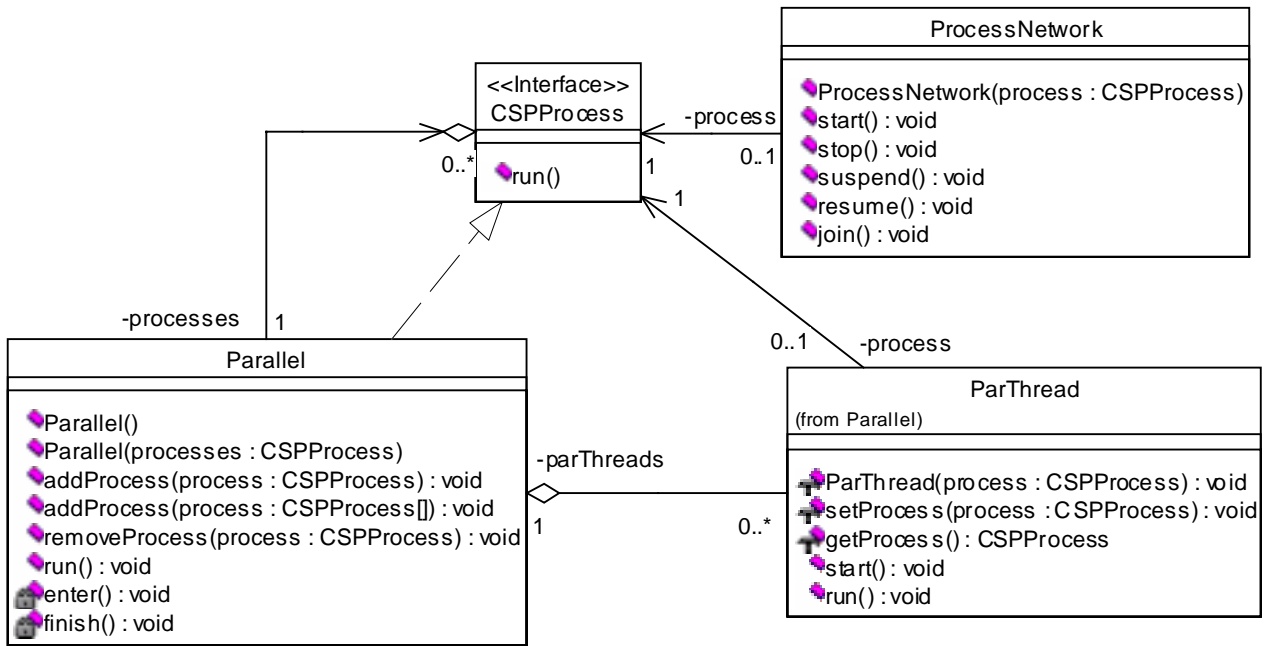 ProcessNetwork
ProcessNetwork(process : CSPProcess)
start() : void
stop() : void
suspend() : void
resume() : void
join() : void
<<Interface>>
CSPProcess
run()
-process
0..1
1
0..*
1
-processes
1
0..1
-process
Parallel
Parallel()
Parallel(processes : CSPProcess)
addProcess(process : CSPProcess) : void
addProcess(process : CSPProcess[]) : void
removeProcess(process : CSPProcess) : void
run() : void
enter() : void
finish() : void
-parThreads
1
0..*
ParThread
(from Parallel)
ParThread(process : CSPProcess) : void
setProcess(process : CSPProcess) : void
getProcess() : CSPProcess
start() : void
run() : void